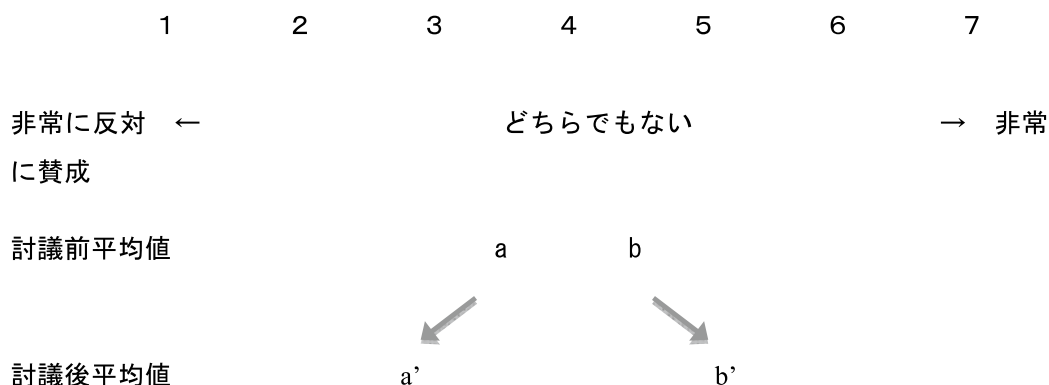 1 2 3 4 5 6 7
非常に反対 ← どちらでもない → 非常
に賛成
討議前平均値 a b
討議後平均値 a’ b’